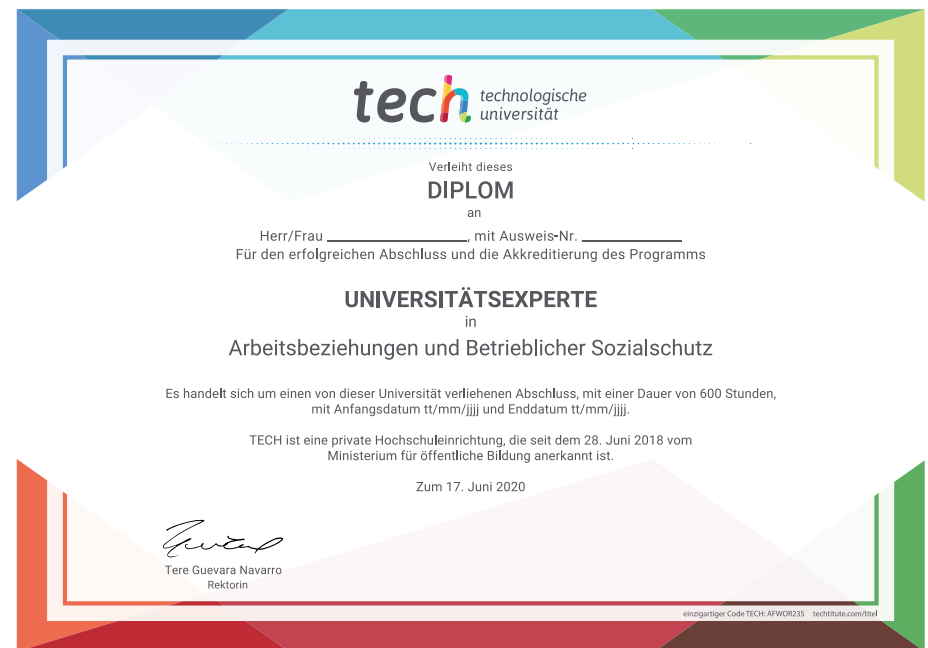 tech technologische
universität
Verleiht dieses
DIPLOM
an
Herr/Frau ____________, mit Ausweis-Nr. ____________
Für den erfolgreichen Abschluss und die Akkreditierung des Programms
UNIVERSITÄTSEXPERTE
in
Arbeitsbeziehungen und Betrieblicher Sozialschutz
Es handelt sich um einen von dieser Universität verliehenen Abschluss, mit einer Dauer von 600 Stunden,
mit Anfangsdatum tt/mm/jjjj und Enddatum tt/mm/jjjj.
TECH ist eine private Hochschuleinrichtung, die seit dem 28. Juni 2018 vom
Ministerium für öffentliche Bildung anerkannt ist.
Zum 17. Juni 2020
Tere Guevara Navarro
Rektorin
einzigartiger Code TECH: AFWOR23S techtitute.com/titel